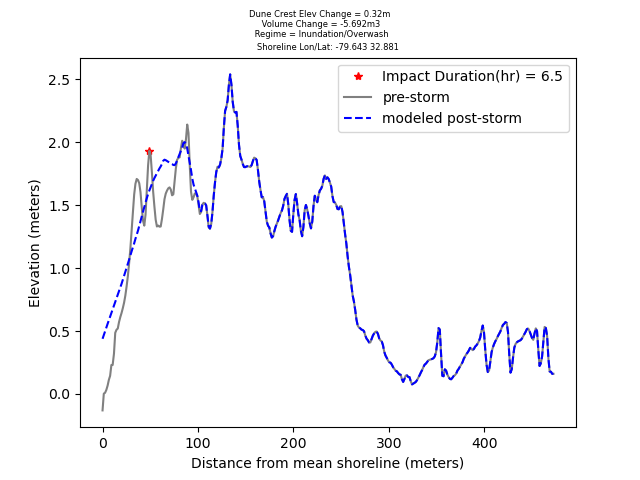 Dune Crest Elev Change = 0.32m
Volume Change = -5.692m3
Regime = Inundation/Overwash
Shoreline Lon/Lat: -79.643 32.881
Impact Duration(hr) = 6.5
pre-storm
modeled post-storm
2.5
2.0
1.5
1.0
0.5
0.0
Elevation (meters)
0 100 200 300 400
Distance from mean shoreline (meters)